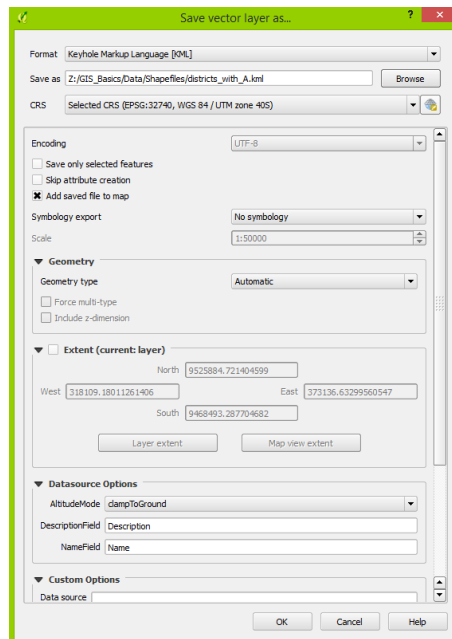 Save vector layer as...
Format Keyhole Markup Language [KML]
Save as Z:/GIS_Basics/Data/Shapefiles/districts_with_A.kml Browse
CRS Selected CRS (EPSG:32740, WGS 84 / UTM zone 40S)
Encoding UTF-8
Save only selected features
Skip attribute creation
Add saved file to map
Symbology export No symbology
Scale 1:50000
Geometry
Geometry type Automatic
Force multi-type
Include z-dimension
Extent (current: layer)
North 9525884.721404599
West 318109.18011261406 East 373136.63299560547
South 9468493.287704682
Layer extent Map view extent
Datasource Options
AltitudeMode clampToGround
DescriptionField Description
NameField Name
Custom Options
Data source
OK Cancel Help